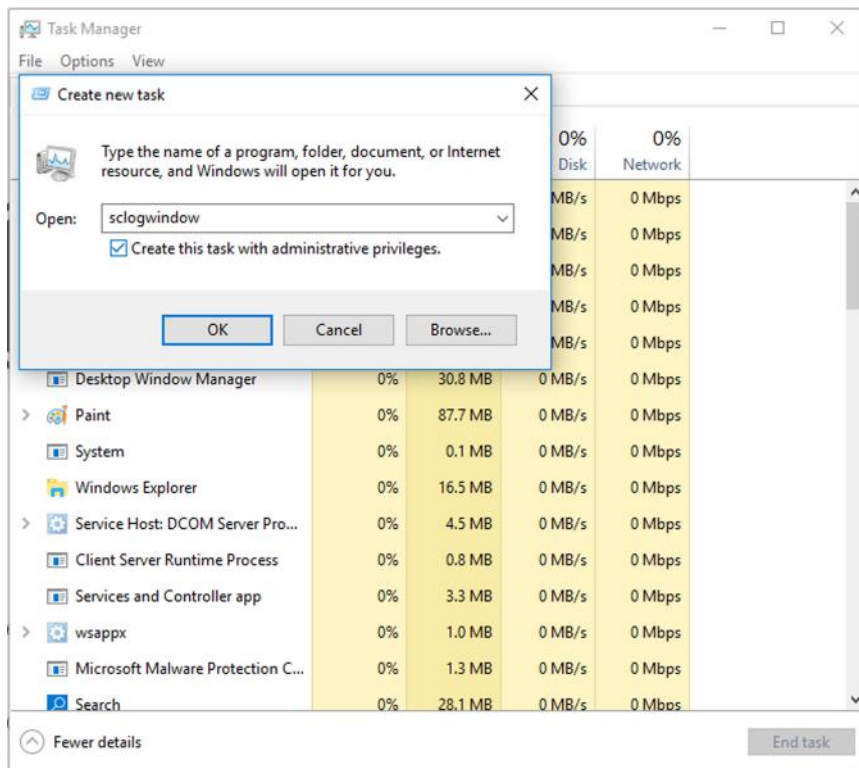 Task Manager
File Options View
Create new task
Type the name of a program, folder, document, or Internet
resource, and Windows will open it for you.
Open: sclogwindow
Create this task with administrative privileges.
OK Cancel Browse...
0% 0%
Disk Network
MB/s 0 Mbps
MB/s 0 Mbps
MB/s 0 Mbps
MB/s 0 Mbps
MB/s 0 Mbps
Desktop Window Manager 0% 30.8 MB 0 MB/s 0 Mbps
Paint 0% 87.7 MB 0 MB/s 0 Mbps
System 0% 0.1 MB 0 MB/s 0 Mbps
Windows Explorer 0% 16.5 MB 0 MB/s 0 Mbps
Service Host: DCOM Server Pro... 0% 4.5 MB 0 MB/s 0 Mbps
Client Server Runtime Process 0% 0.8 MB 0 MB/s 0 Mbps
Services and Controller app 0% 3.3 MB 0 MB/s 0 Mbps
wsappx 0% 1.0 MB 0 MB/s 0 Mbps
Microsoft Malware Protection C... 0% 1.3 MB 0 MB/s 0 Mbps
Search 0% 28.1 MB 0 MB/s 0 Mbps
Fewer details End task